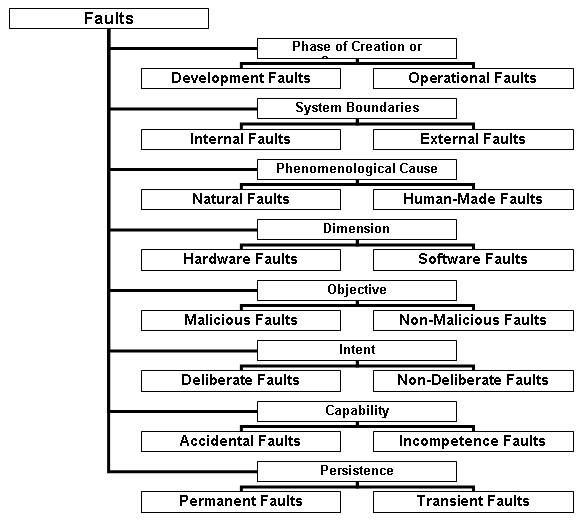 Faults
Phase of Creation or
Development Faults
Operational Faults
System Boundaries
Internal Faults
External Faults
Phenomenological Cause
Natural Faults
Human-Made Faults
Dimension
Hardware Faults
Software Faults
Objective
Malicious Faults
Non-Malicious Faults
Intent
Deliberate Faults
Non-Deliberate Faults
Capability
Accidental Faults
Incompetence Faults
Persistence
Permanent Faults
Transient Faults